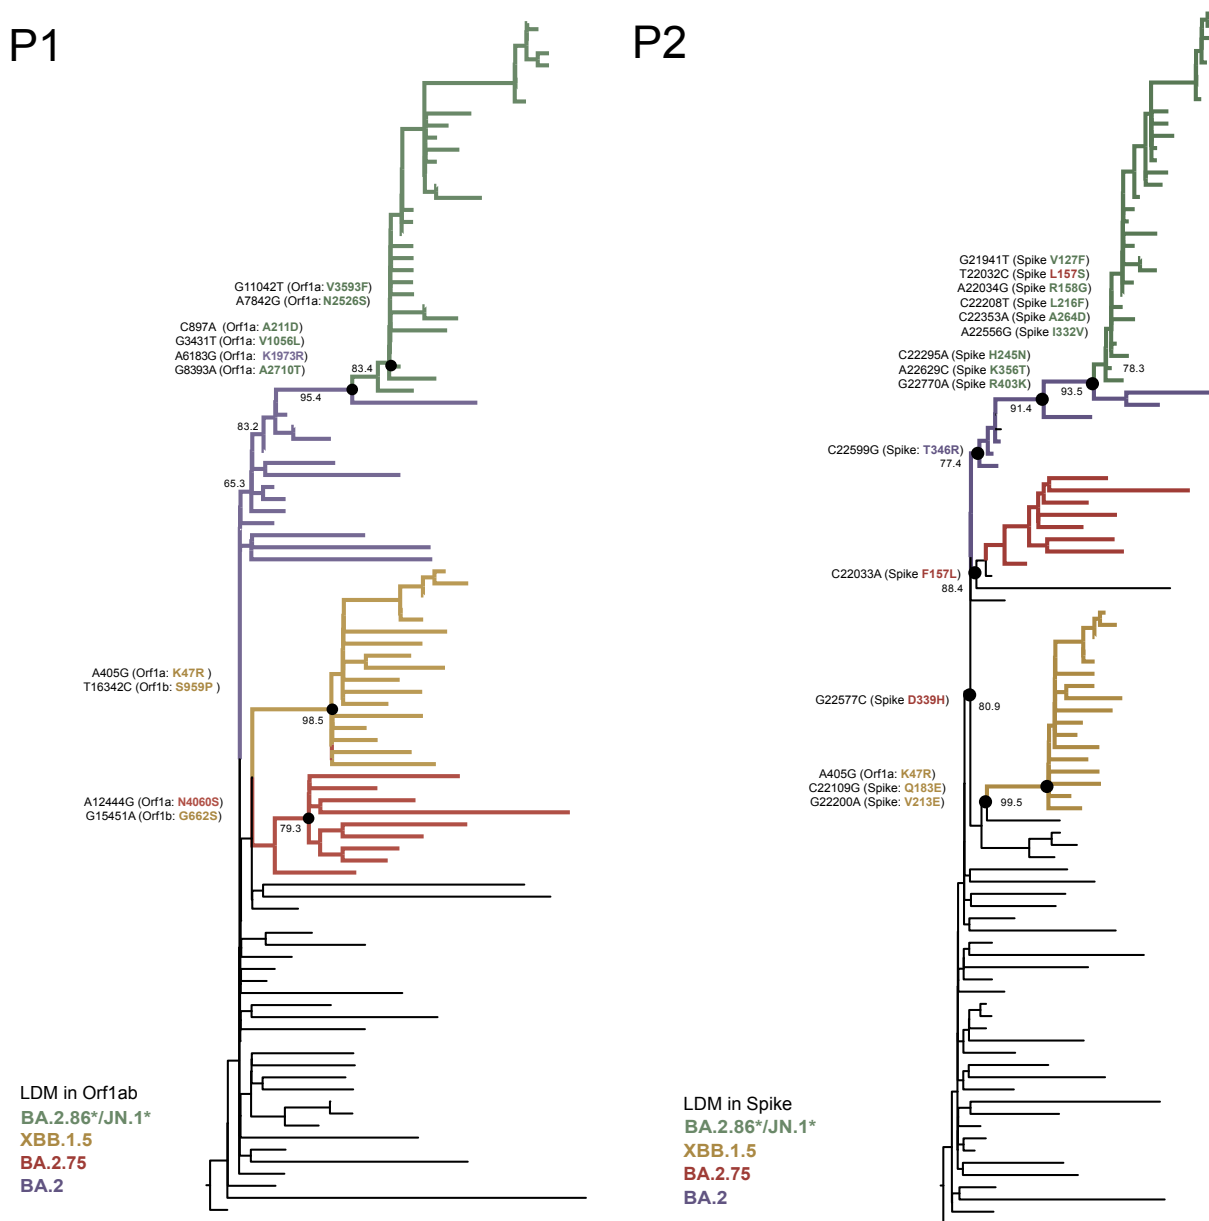 P1
G11042T (Orf1a: V3593F)
A7842G (Orf1a: N2526S)
C897A (Orf1a: A211D)
G3431T (Orf1a: V1056L)
A6183G (Orf1a: K1973R)
G8393A (Orf1a: A2710T)
83.4
95.4
83.2
65.3
A405G (Orf1a: K47R )
T16342C (Orf1b: S959P )
98.5
A12444G (Orf1a: N4060S)
G15451A (Orf1b: G662S)
79.3
LDM in Orf1ab
BA.2.86*/JN.1*
XBB.1.5
BA.2.75
BA.2
P2
G21941T (Spike V127F)
T22032C (Spike L157S)
A22034G (Spike R158G)
C22208T (Spike L216F)
C22353A (Spike A264D)
A22556G (Spike I332V)
C22295A (Spike H245N)
A22629C (Spike K356T)
G22770A (Spike R403K)
78.3
93.5
91.4
C22599G (Spike: T346R)
77.4
C22033A (Spike F157L)
88.4
G22577C (Spike D339H)
80.9
A405G (Orf1a: K47R)
C22109G (Spike: Q183E)
G22200A (Spike: V213E)
99.5
LDM in Spike
BA.2.86*/JN.1*
XBB.1.5
BA.2.75
BA.2